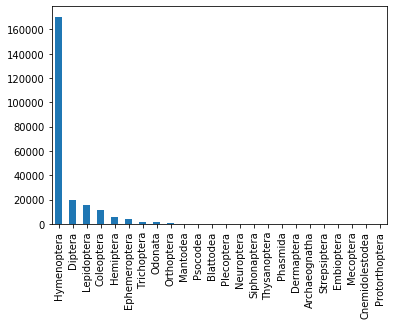 160000
140000
120000
100000
80000
60000
40000
20000
0
Hymenoptera
Diptera
Lepidoptera
Coleoptera
Hemiptera
Ephemeroptera
Trichoptera
Odonata
Orthoptera
Mantodea
Psocodea
Blattodea
Plecoptera
Neuroptera
Siphonaptera
Thysanoptera
Phasmida
Dermaptera
Archaeognatha
Strepsiptera
Embioptera
Mecoptera
Cnemidolestodea
Protorthoptera